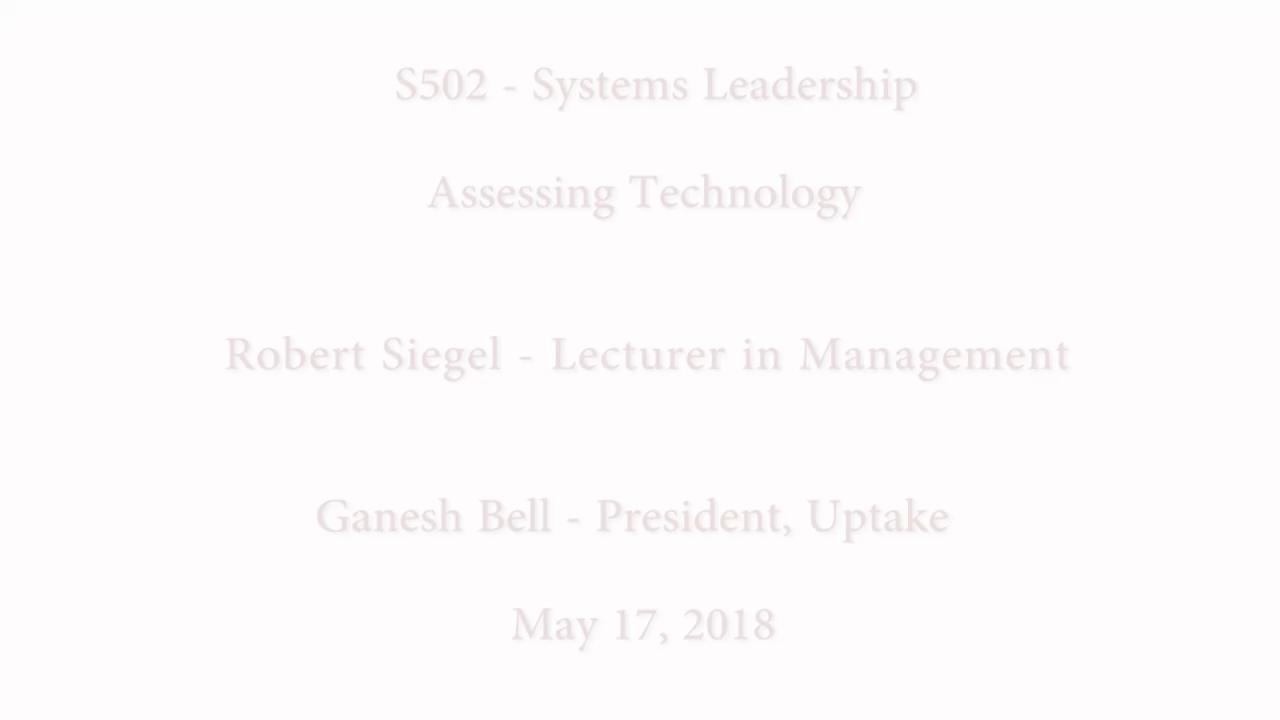 S502 - Systems Leadership
Assessing Technology
Robert Siegel - Lecturer in Management
Ganesh Bell - President, Uptake
May 17, 2018